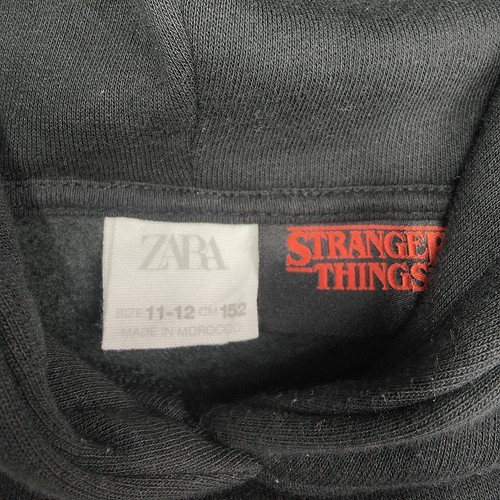 ZARA
SIZE 11-12 CM 152
MADE IN MOROCCO
STRANGER
THINGS